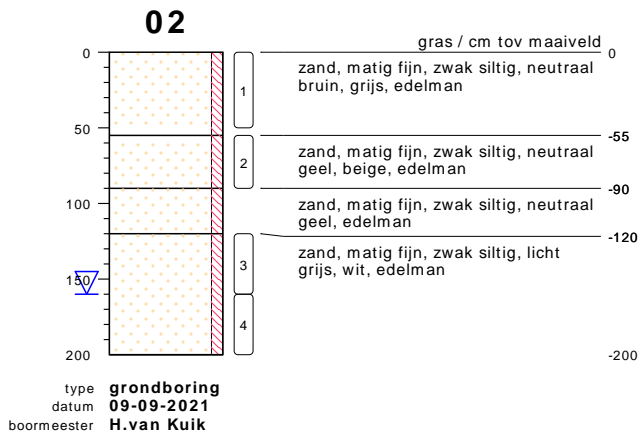 02
gras / cm tov maaiveld
0
0
zand, matig fijn, zwak siltig, neutraal
bruin, grijs, edelman
1
50
-55
zand, matig fijn, zwak siltig, neutraal
geel, beige, edelman
2
-90
100
zand, matig fijn, zwak siltig, neutraal
geel, edelman
-120
zand, matig fijn, zwak siltig, licht
grijs, wit, edelman
3
150
4
200
-200
type grondboring
datum 09-09-2021
boormeester H.van Kuik